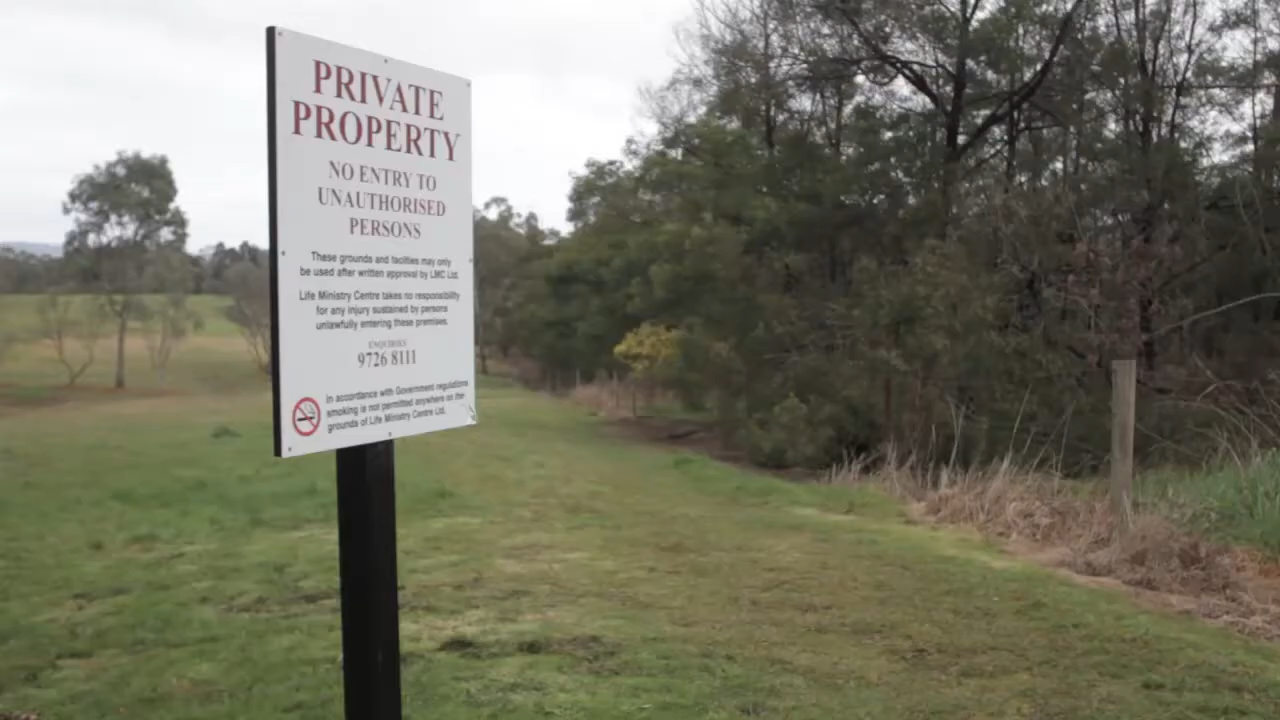 PRIVATE
PROPERTY
NO ENTRY TO
UNAUTHORISED
PERSONS
These grounds and facilities may only
be used after written approval by LMC Ltd.
Life Ministry Centre takes no responsibility
for any injury sustained by persons
unlawfully entering these premises.
ENQUIRIES
9726 8111
In accordance with Government regulations
smoking is not permitted anywhere on the
grounds of Life Ministry Centre Ltd.